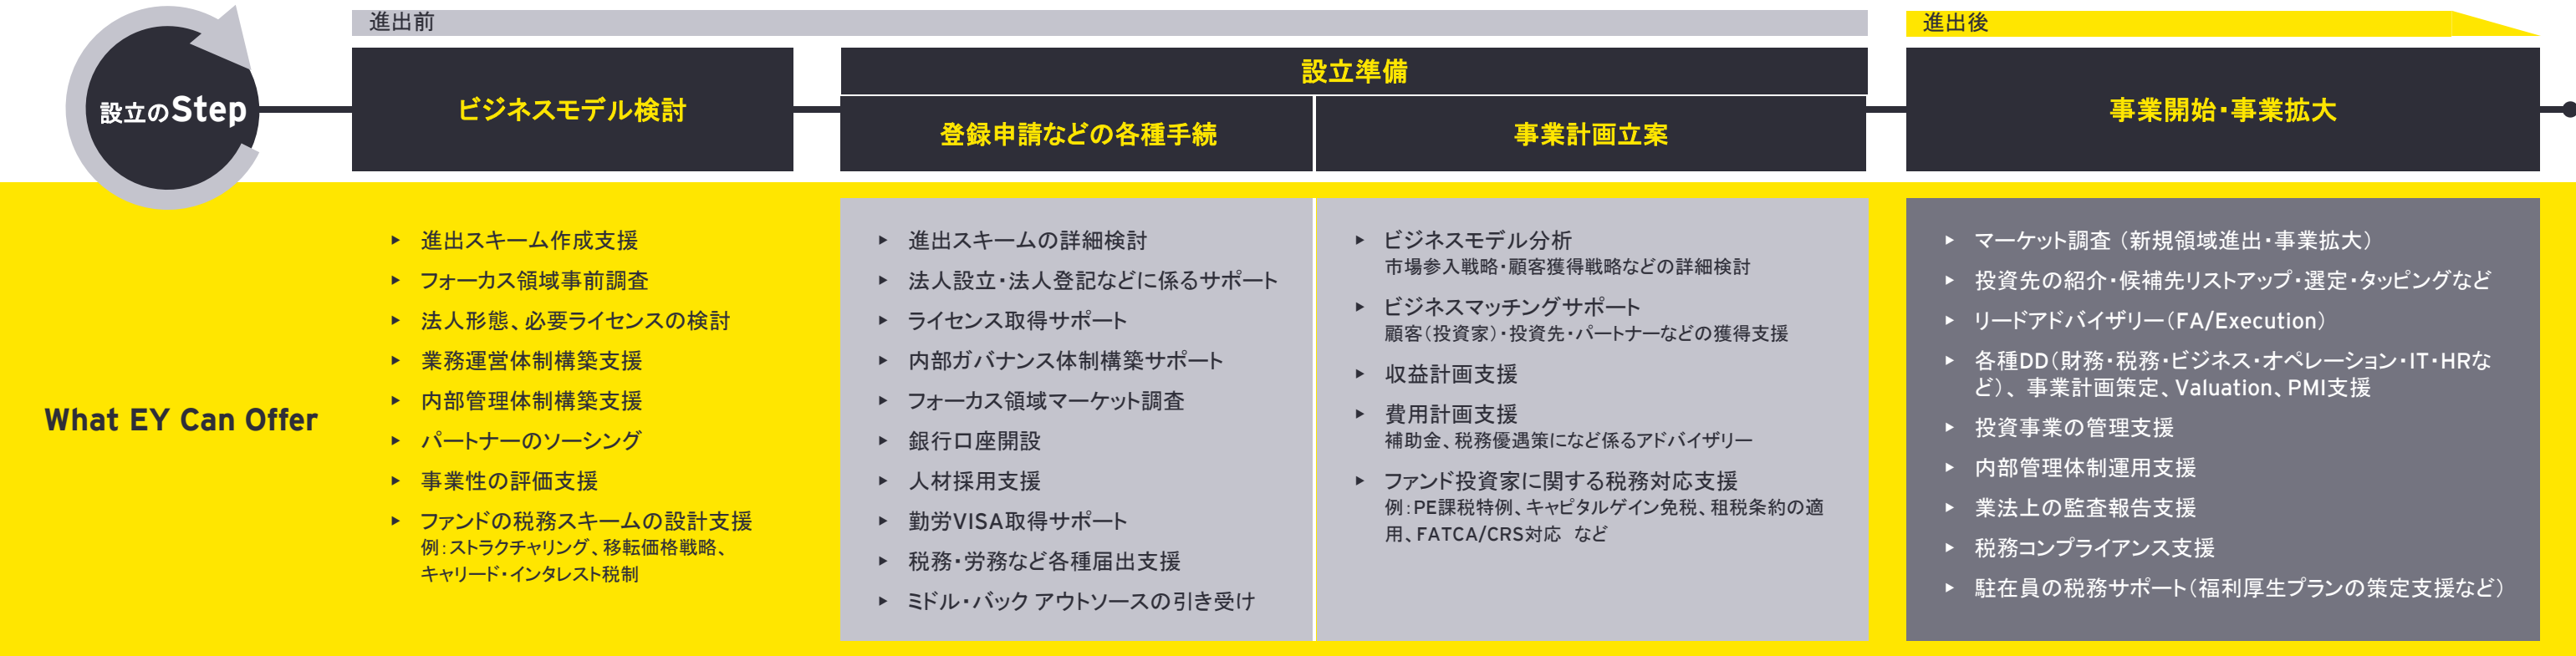 進出前
進出後
設立のStep
ビジネスモデル検討
設立準備
登録申請などの各種手続
事業計画立案
事業開始・事業拡大
What EY Can Offer
▶ 進出スキーム作成支援
▶ フォーカス領域事前調査
▶ 法人形態、必要ライセンスの検討
▶ 業務運営体制構築支援
▶ 内部管理体制構築支援
▶ パートナーのソーシング
▶ 事業性の評価支援
▶ ファンドの税務スキームの設計支援
例：ストラクチャリング、移転価格戦略、
キャリード・インタレスト税制
▶ 進出スキームの詳細検討
▶ 法人設立・法人登記などに係るサポート
▶ ライセンス取得サポート
▶ 内部ガバナンス体制構築サポート
▶ フォーカス領域マーケット調査
▶ 銀行口座開設
▶ 人材採用支援
▶ 勤労VISA取得サポート
▶ 税務・労務など各種届出支援
▶ ミドル・バック アウトソースの引き受け
▶ ビジネスモデル分析
市場参入戦略・顧客獲得戦略などの詳細検討
▶ ビジネスマッチングサポート
顧客（投資家）・投資先・パートナーなどの獲得支援
▶ 収益計画支援
▶ 費用計画支援
補助金、税務優遇策になど係るアドバイザリー
▶ ファンド投資家に関する税務対応支援
例：PE課税特例、キャピタルゲイン免税、租税条約の適
用、FATCA/CRS対応 など
▶ マーケット調査（新規領域進出・事業拡大）
▶ 投資先の紹介・候補先リストアップ・選定・タッピングなど
▶ リードアドバイザリー（FA/Execution）
▶ 各種DD（財務・税務・ビジネス・オペレーション・IT・HRな
ど）、事業計画策定、Valuation、PMI支援
▶ 投資事業の管理支援
▶ 内部管理体制運用支援
▶ 業法上の監査報告支援
▶ 税務コンプライアンス支援
▶ 駐在員の税務サポート（福利厚生プランの策定支援など）